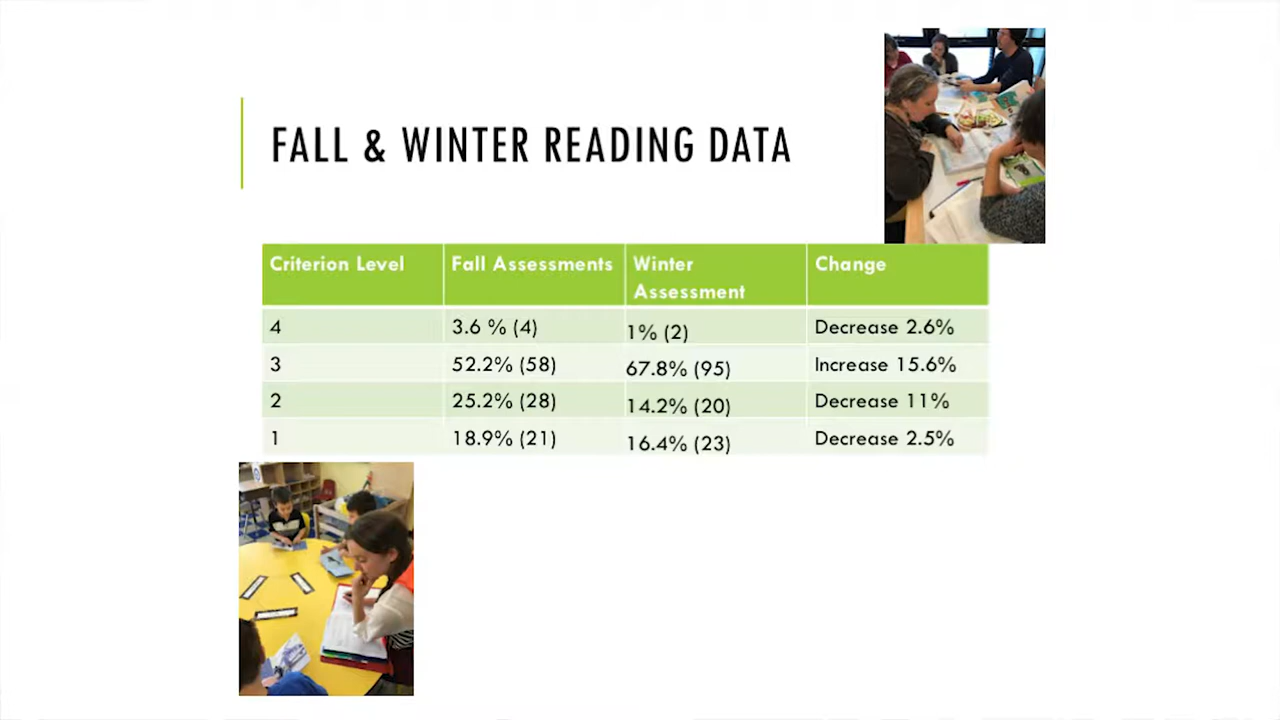 FALL & WINTER READING DATA
Criterion Level Fall Assessments Winter Assessment Change
4 3.6 % (4) 1% (2) Decrease 2.6%
3 52.2% (58) 67.8% (95) Increase 15.6%
2 25.2% (28) 14.2% (20) Decrease 11%
1 18.9% (21) 16.4% (23) Decrease 2.5%